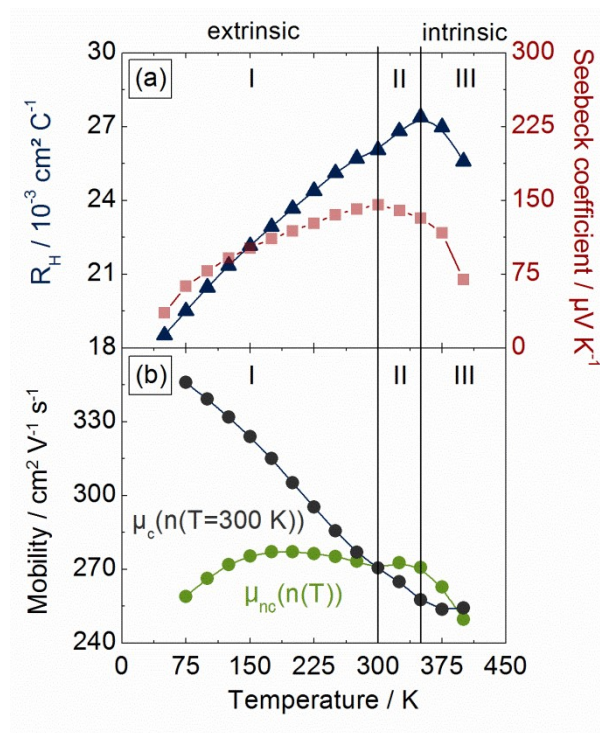 extrinsic intrinsic
(a) I II III
30
27
24
21
18
R_H / 10⁻³ cm² C⁻¹
300
225
150
75
0
Seebeck coefficient / µV K⁻¹
(b) I II III
330
300
270
240
Mobility / cm² V⁻¹ s⁻¹
µ_c(n(T=300 K))
µ_nc(n(T))
0 75 150 225 300 375 450
Temperature / K